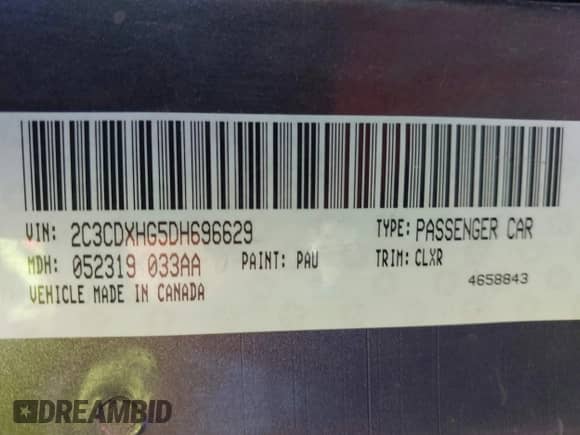 VIN: 2C3CDXHG5DH696629 TYPE: PASSENGER CAR
MDH: 052319 033AA PAINT: PAU TRIM: CLXR
VEHICLE MADE IN CANADA 4658843
DREAMBID